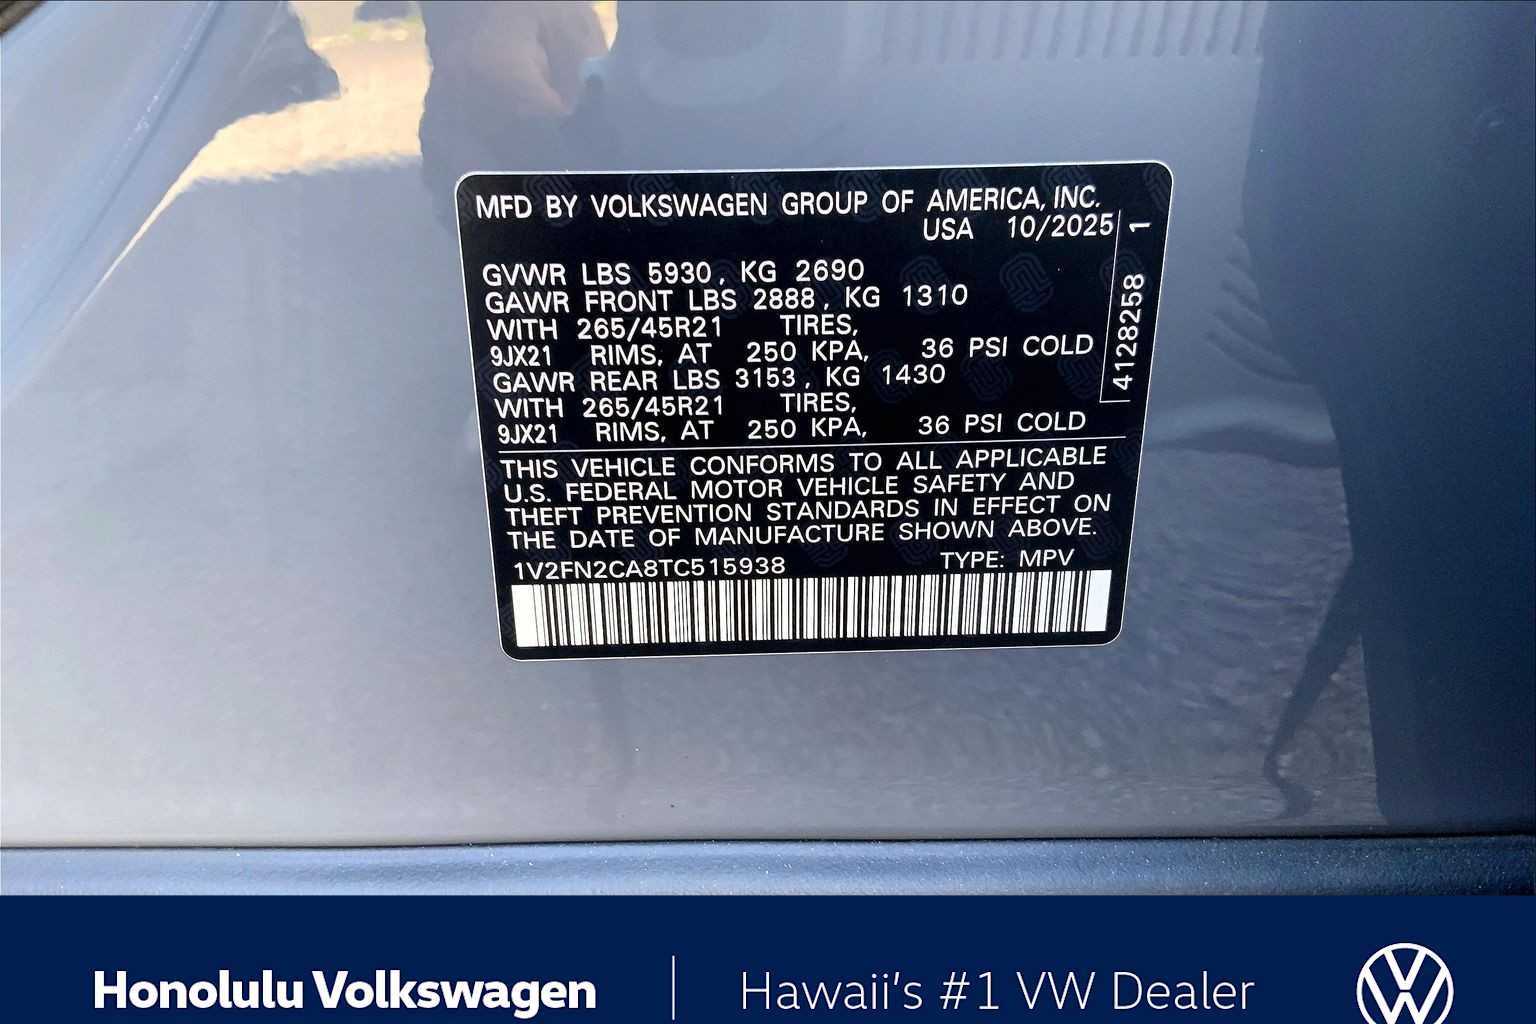 MFD BY VOLKSWAGEN GROUP OF AMERICA, INC.
USA 10/2025
GVWR LBS 5930, KG 2690
GAWR FRONT LBS 2888, KG 1310
WITH 265/45R21 TIRES,
9JX21 RIMS, AT 250 KPA, 36 PSI COLD
GAWR REAR LBS 3153, KG 1430
WITH 265/45R21 TIRES,
9JX21 RIMS, AT 250 KPA, 36 PSI COLD
4128258 1
THIS VEHICLE CONFORMS TO ALL APPLICABLE
U.S. FEDERAL MOTOR VEHICLE SAFETY AND
THEFT PREVENTION STANDARDS IN EFFECT ON
THE DATE OF MANUFACTURE SHOWN ABOVE.
1V2FN2CA8TC515938 TYPE: MPV
Honolulu Volkswagen | Hawaii's #1 VW Dealer